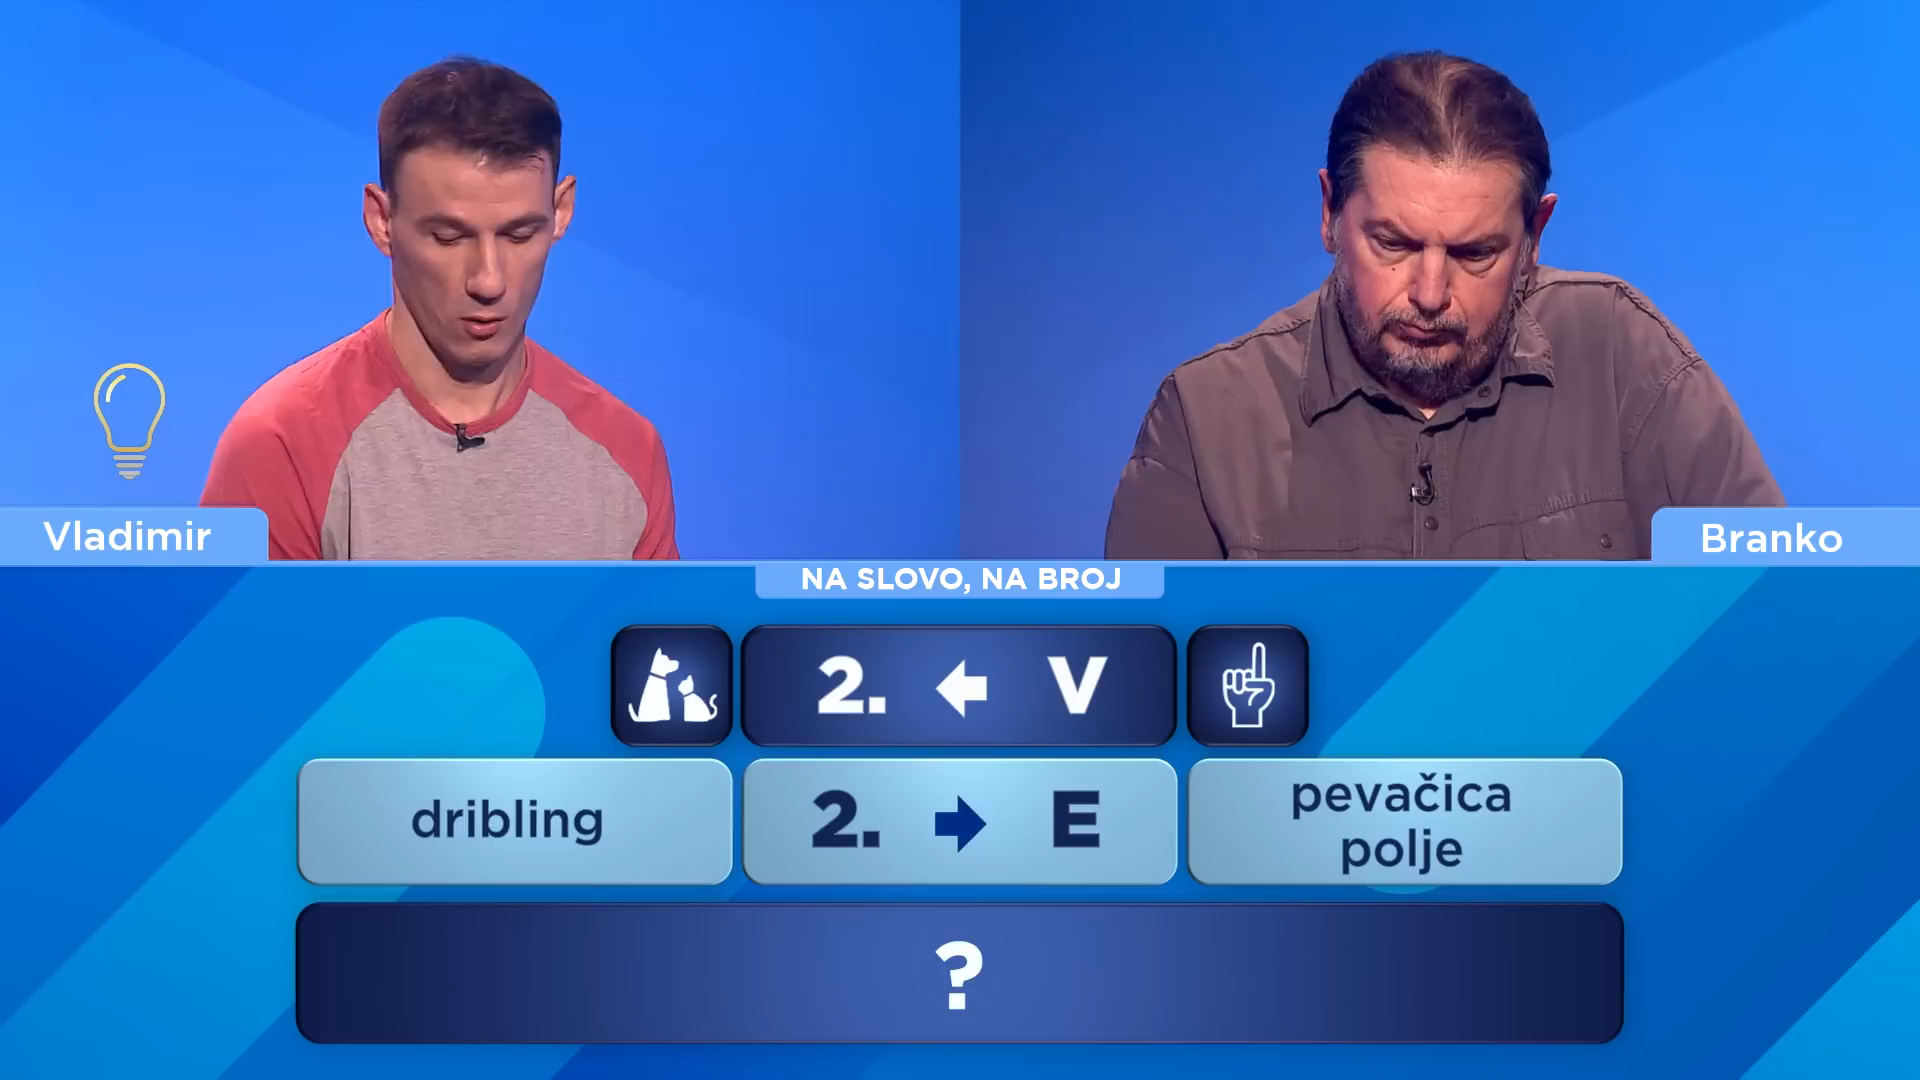 Vladimir
Branko
NA SLOVO, NA BROJ
2. V
dribling
2. E
pevačica
polje
?